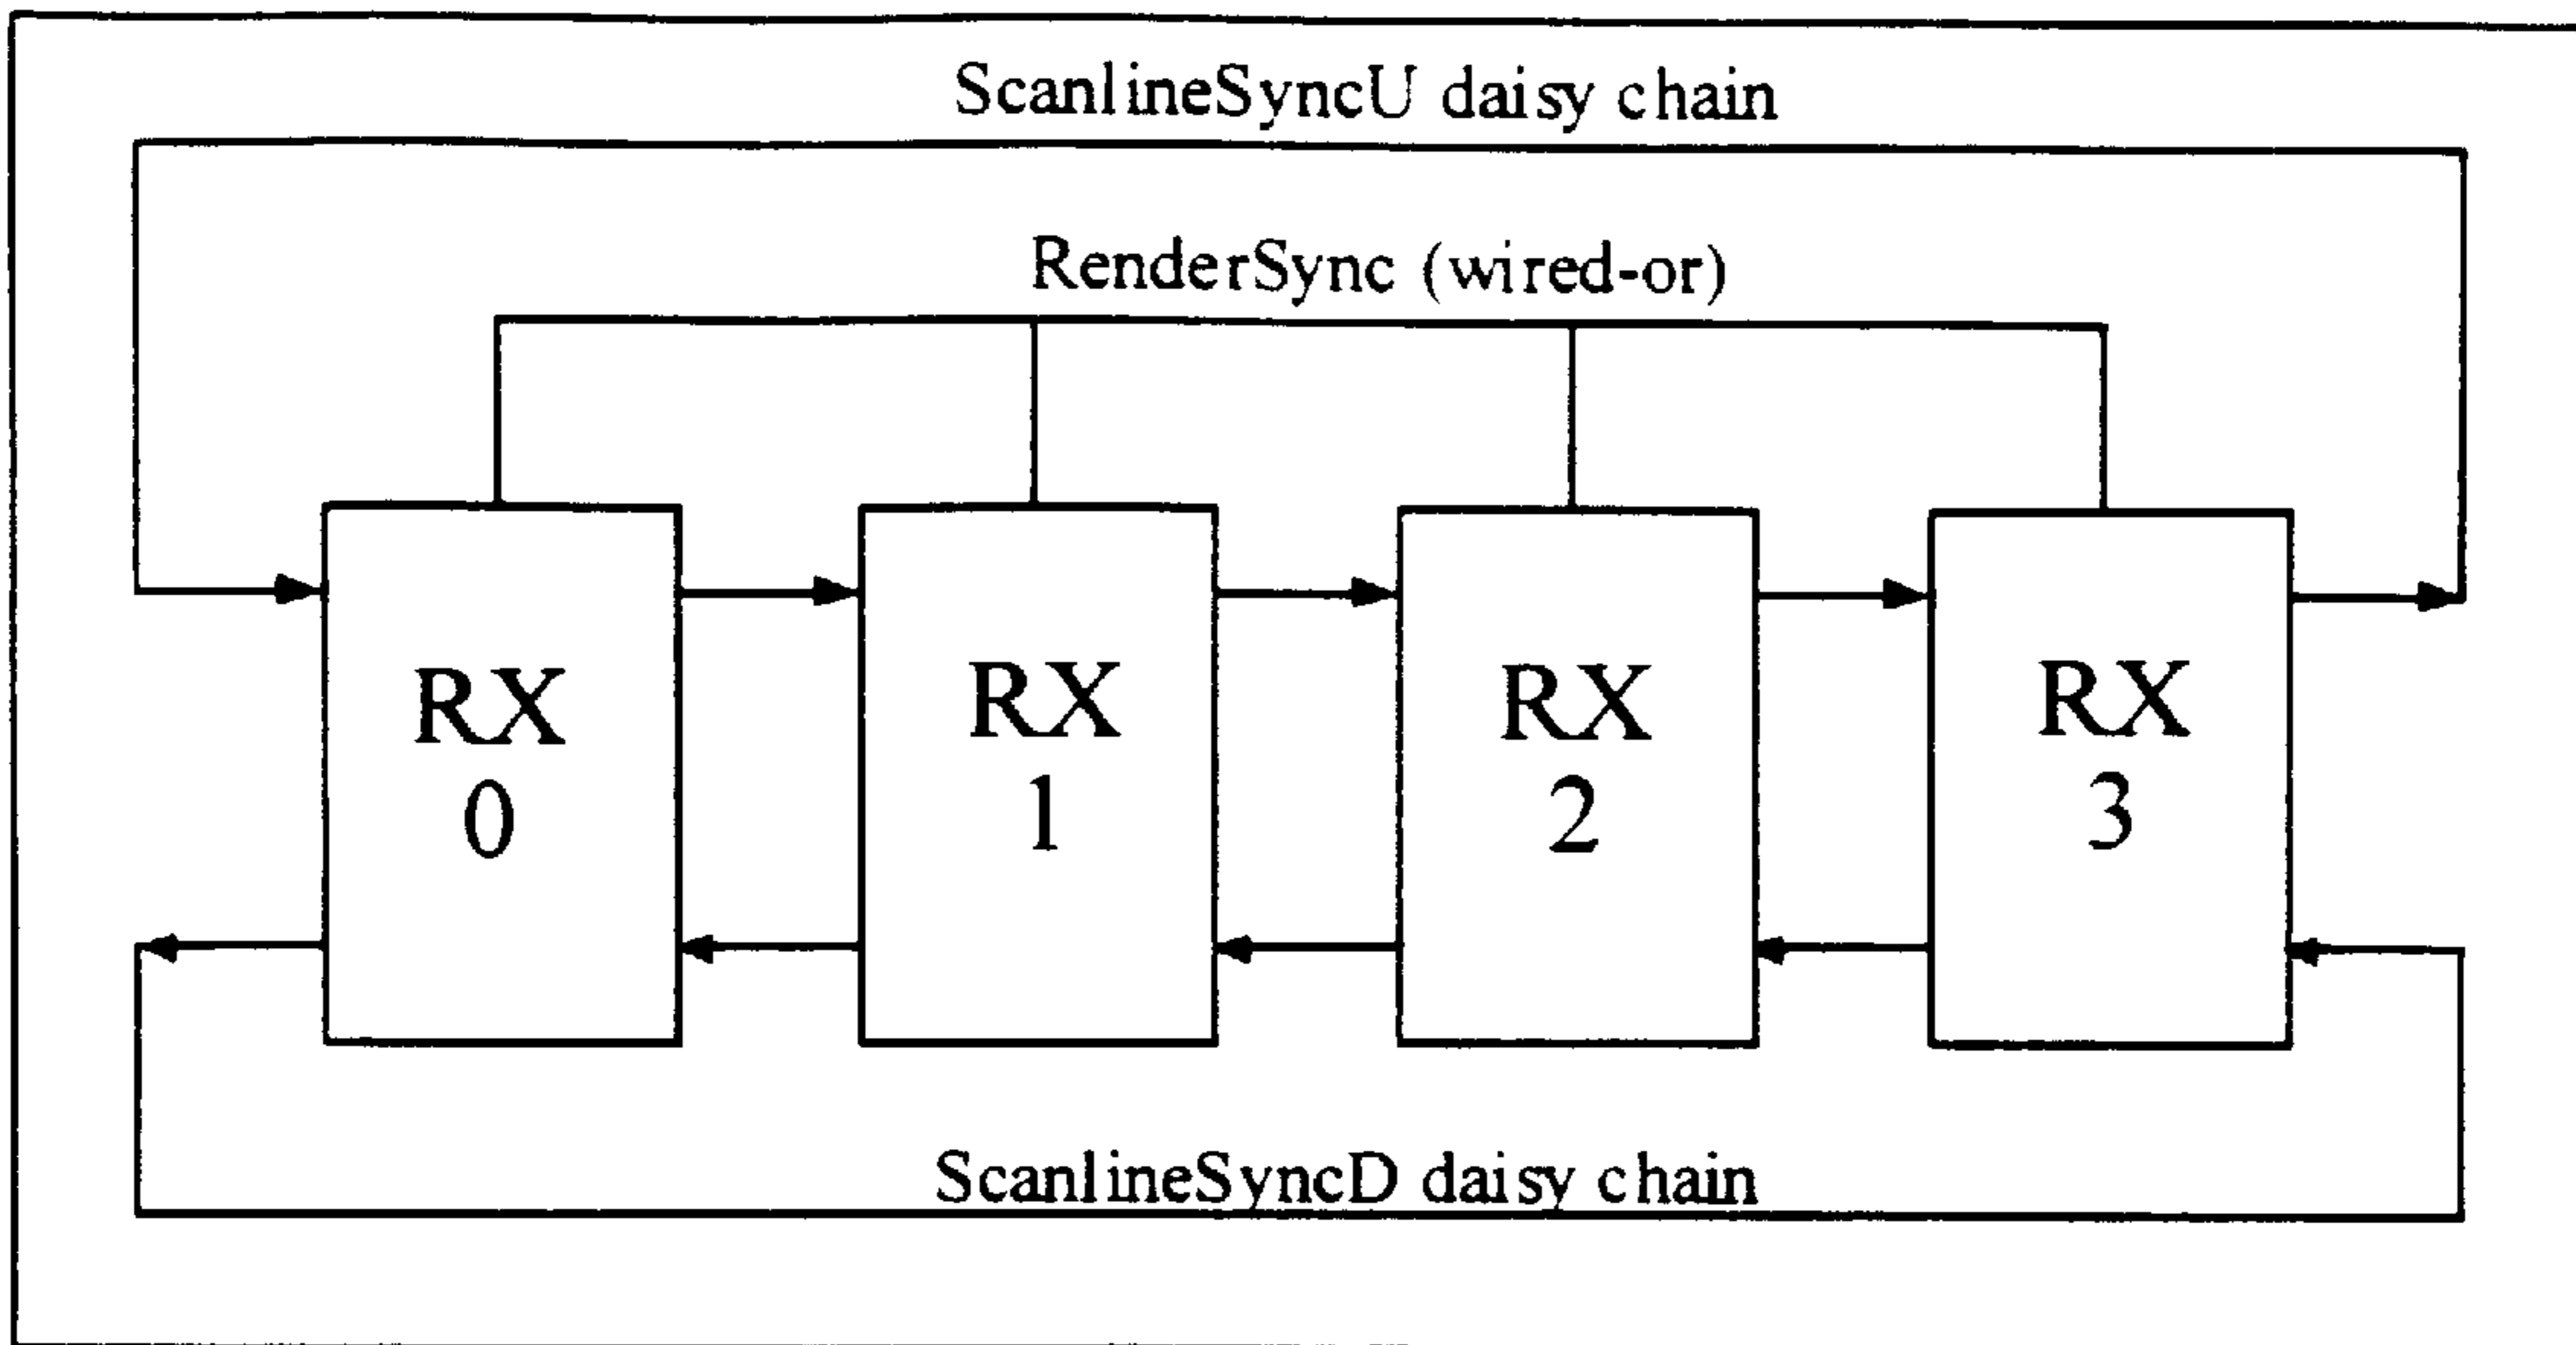 ScanlineSyncU daisy chain
RenderSync (wired-or)
RX
0
RX
1
RX
2
RX
3
ScanlineSyncD daisy chain